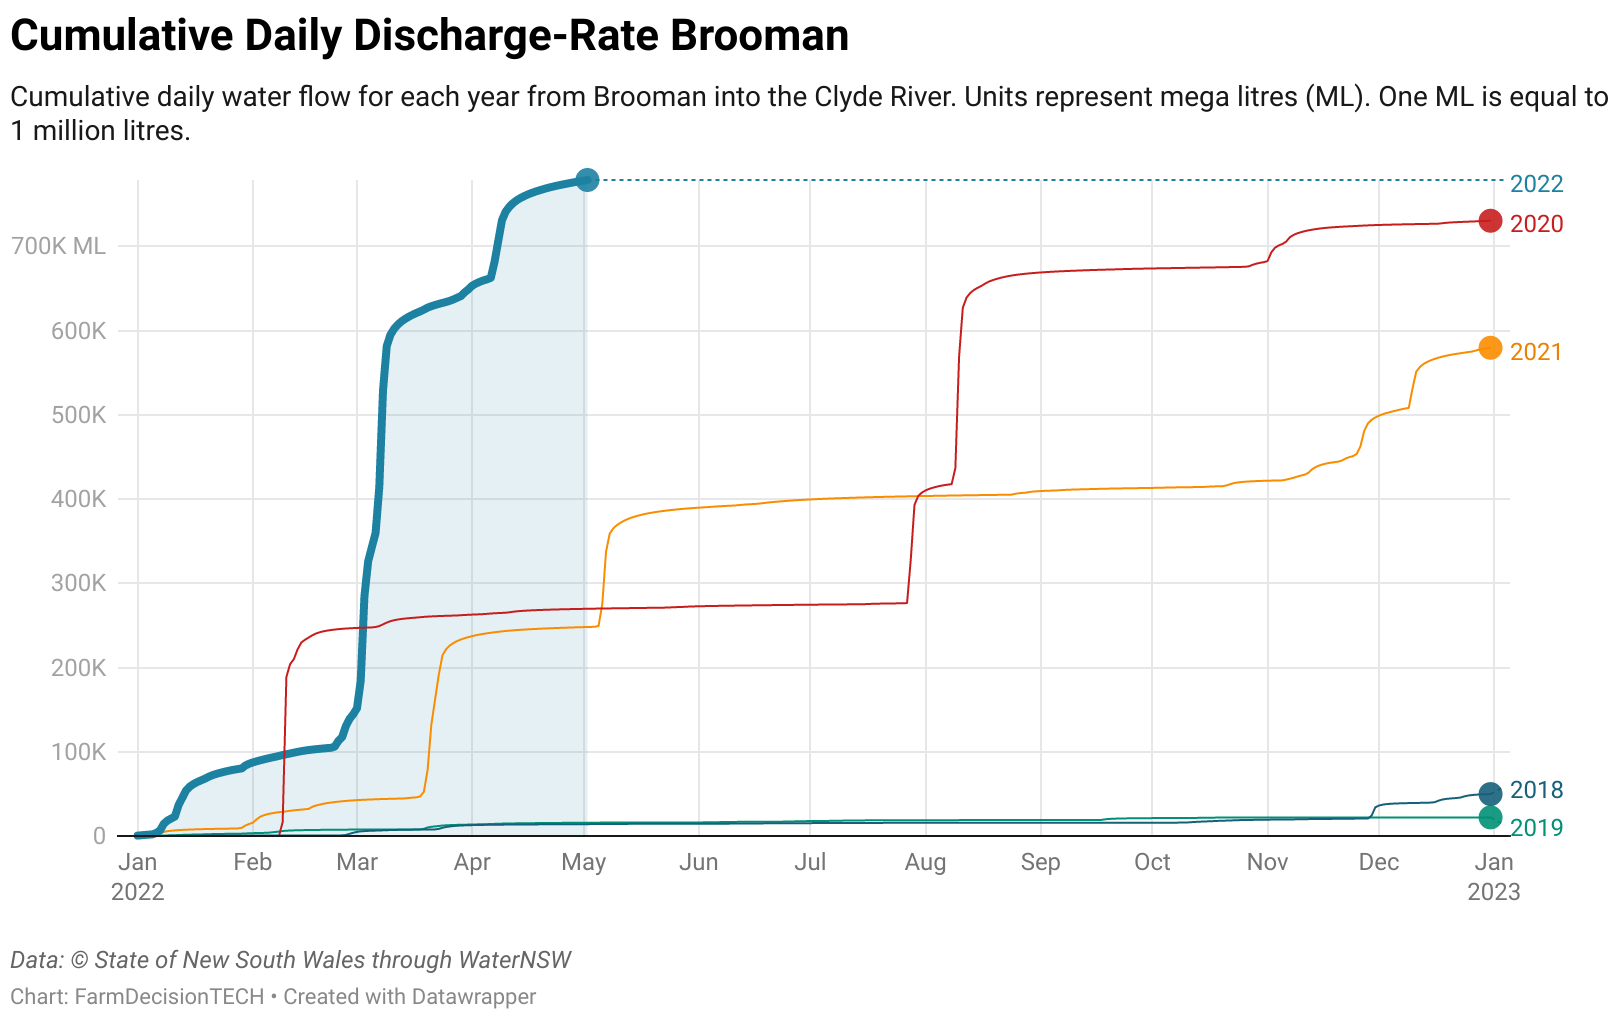 Cumulative Daily Discharge-Rate Brooman
Cumulative daily water flow for each year from Brooman into the Clyde River. Units represent mega litres (ML). One ML is equal to
1 million litres.
2022
2020
700K ML
600K
2021
500K
400K
300K
200K
100K
2018
0
2019
Jan Feb Mar Apr May Jun Jul Aug Sep Oct Nov Dec Jan
2022 2023
Data: © State of New South Wales through WaterNSW
Chart: FarmDecisionTECH • Created with Datawrapper